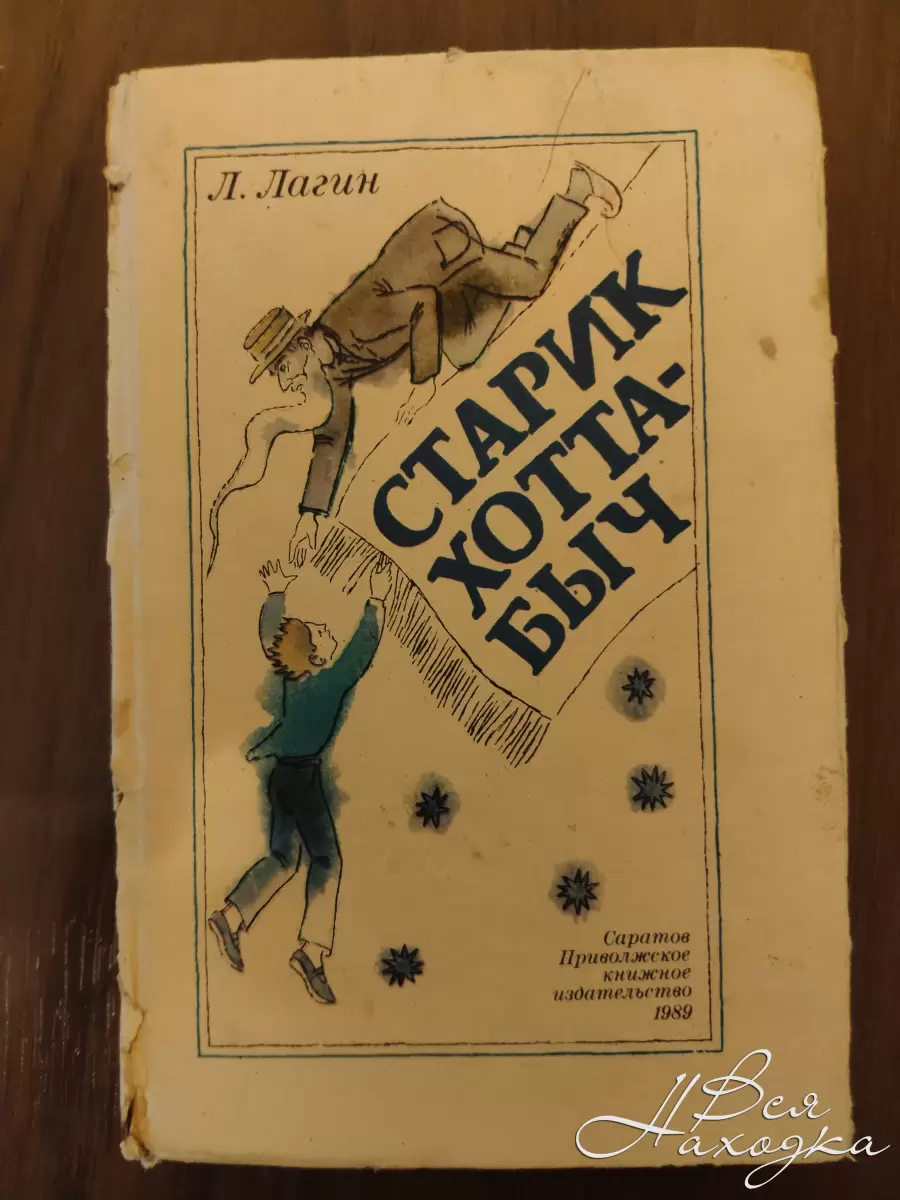 Л. Лагин
СТАРИК
ХОТТА-
БЫЧ
Саратов
Приволжское
книжное
издательство
1989
Вся
Находка